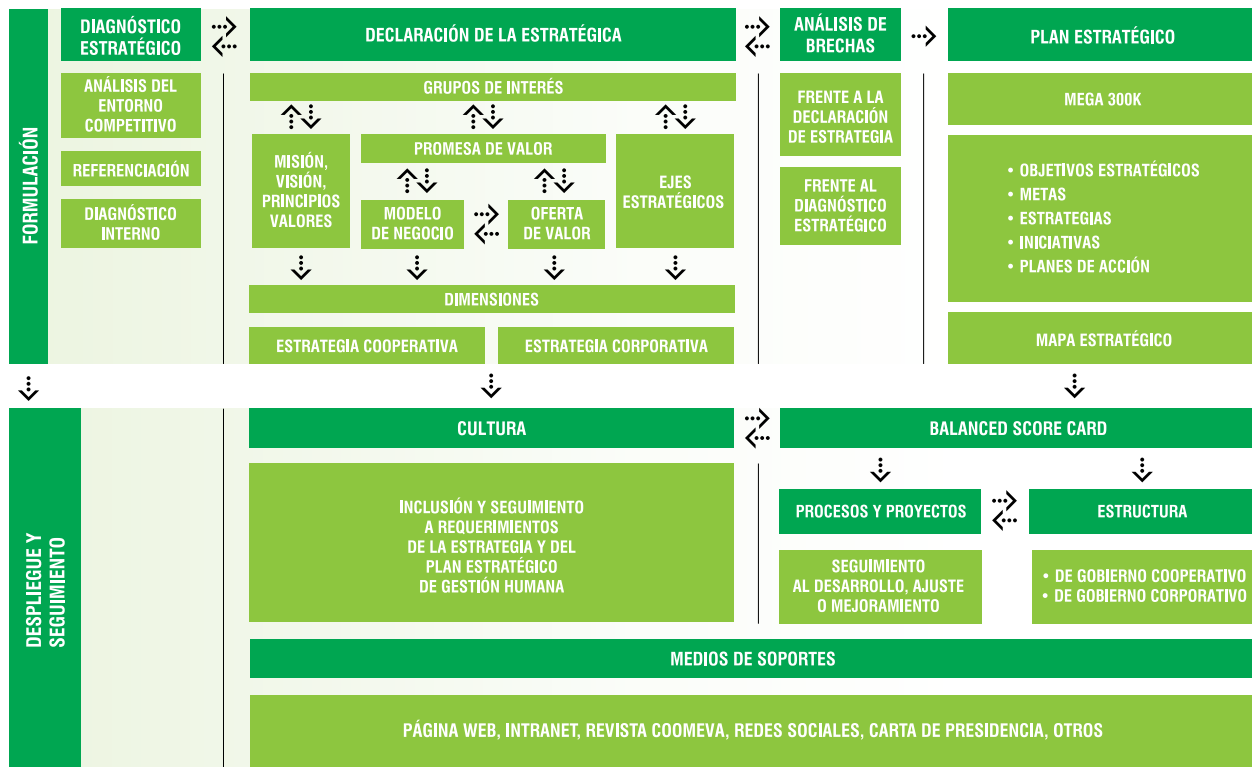 FORMULACIÓN
DIAGNÓSTICO
ESTRATÉGICO
ANÁLISIS DEL
ENTORNO
COMPETITIVO
REFERENCIACIÓN
DIAGNÓSTICO
INTERNO
DECLARACIÓN DE LA ESTRATÉGICA
GRUPOS DE INTERÉS
MISIÓN,
VISIÓN,
PRINCIPIOS
VALORES
PROMESA DE VALOR
MODELO
DE NEGOCIO
OFERTA
DE VALOR
EJES
ESTRATÉGICOS
DIMENSIONES
ESTRATEGIA COOPERATIVA
ESTRATEGIA CORPORATIVA
ANÁLISIS DE
BRECHAS
FRENTE A LA
DECLARACIÓN
DE ESTRATEGIA
FRENTE AL
DIAGNÓSTICO
ESTRATÉGICO
PLAN ESTRATÉGICO
MEGA 300K
• OBJETIVOS ESTRATÉGICOS
• METAS
• ESTRATEGIAS
• INICIATIVAS
• PLANES DE ACCIÓN
MAPA ESTRATÉGICO
DESPLIEGUE Y
SEGUIMIENTO
CULTURA
INCLUSIÓN Y SEGUIMIENTO
A REQUERIMIENTOS
DE LA ESTRATEGIA Y DEL
PLAN ESTRATÉGICO
DE GESTIÓN HUMANA
BALANCED SCORE CARD
PROCESOS Y PROYECTOS
SEGUIMIENTO
AL DESARROLLO, AJUSTE
O MEJORAMIENTO
ESTRUCTURA
• DE GOBIERNO COOPERATIVO
• DE GOBIERNO CORPORATIVO
MEDIOS DE SOPORTES
PÁGINA WEB, INTRANET, REVISTA COOMEVA, REDES SOCIALES, CARTA DE PRESIDENCIA, OTROS